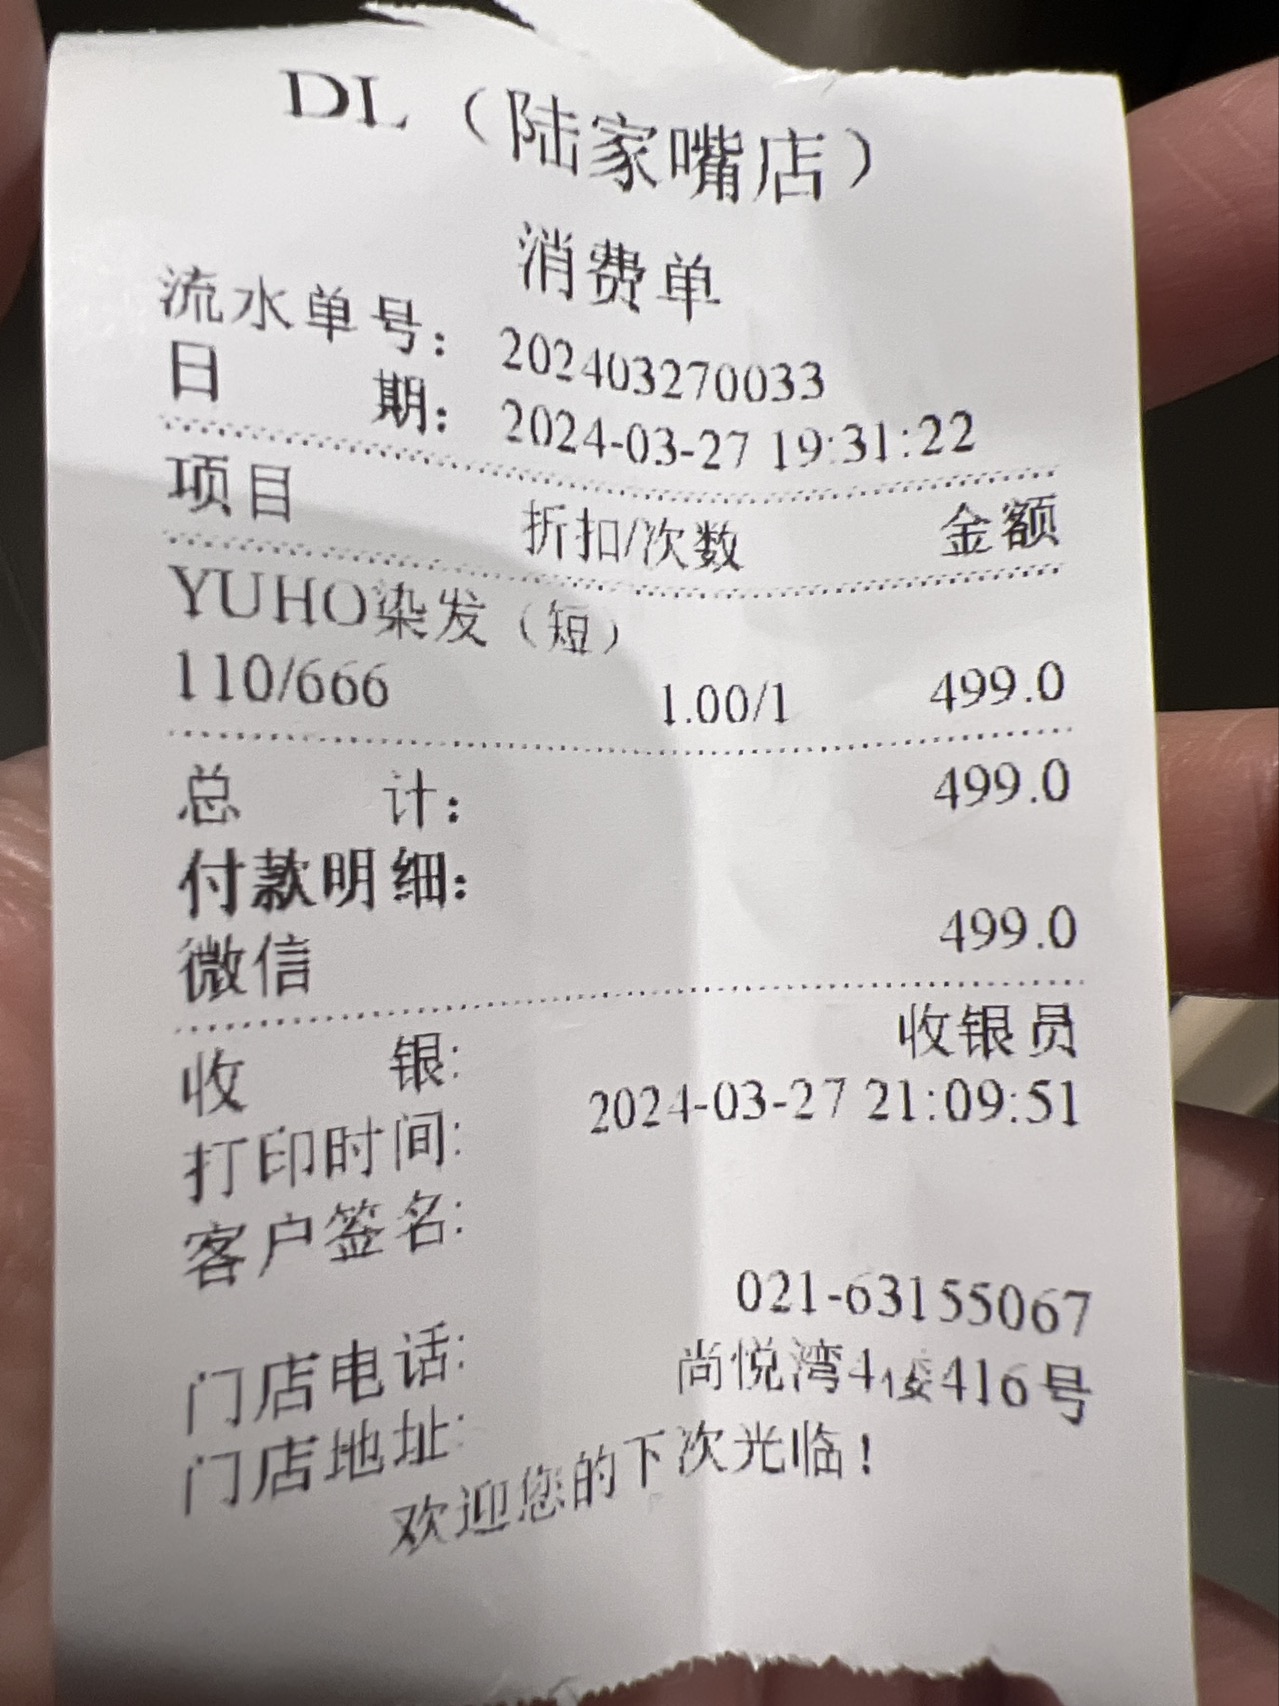 DL（陆家嘴店）
消费单
流水单号： 202403270033
日 期： 2024-03-27 19:31:22
项目 折扣/次数 金额
YUHO染发（短）
110/666 1.00/1 499.0
总 计： 499.0
付款明细：
微信 499.0
收 银: 收银员
打印时间: 2024-03-27 21:09:51
客户签名:
门店电话: 021-63155067
门店地址: 尚悦湾4楼416号
欢迎您的下次光临！